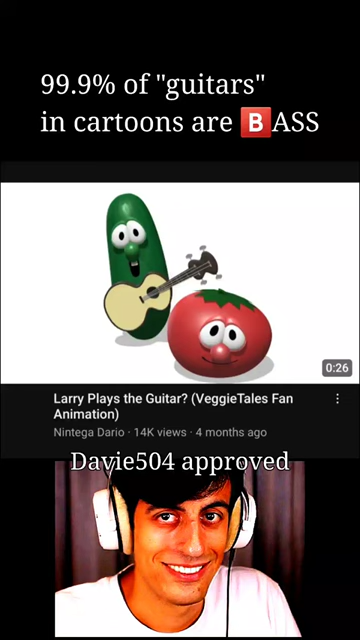 99.9% of "guitars"
in cartoons are 🅱️ASS
0:26
Larry Plays the Guitar? (VeggieTales Fan
Animation)
Nintega Dario · 14K views · 4 months ago
Davie504 approved